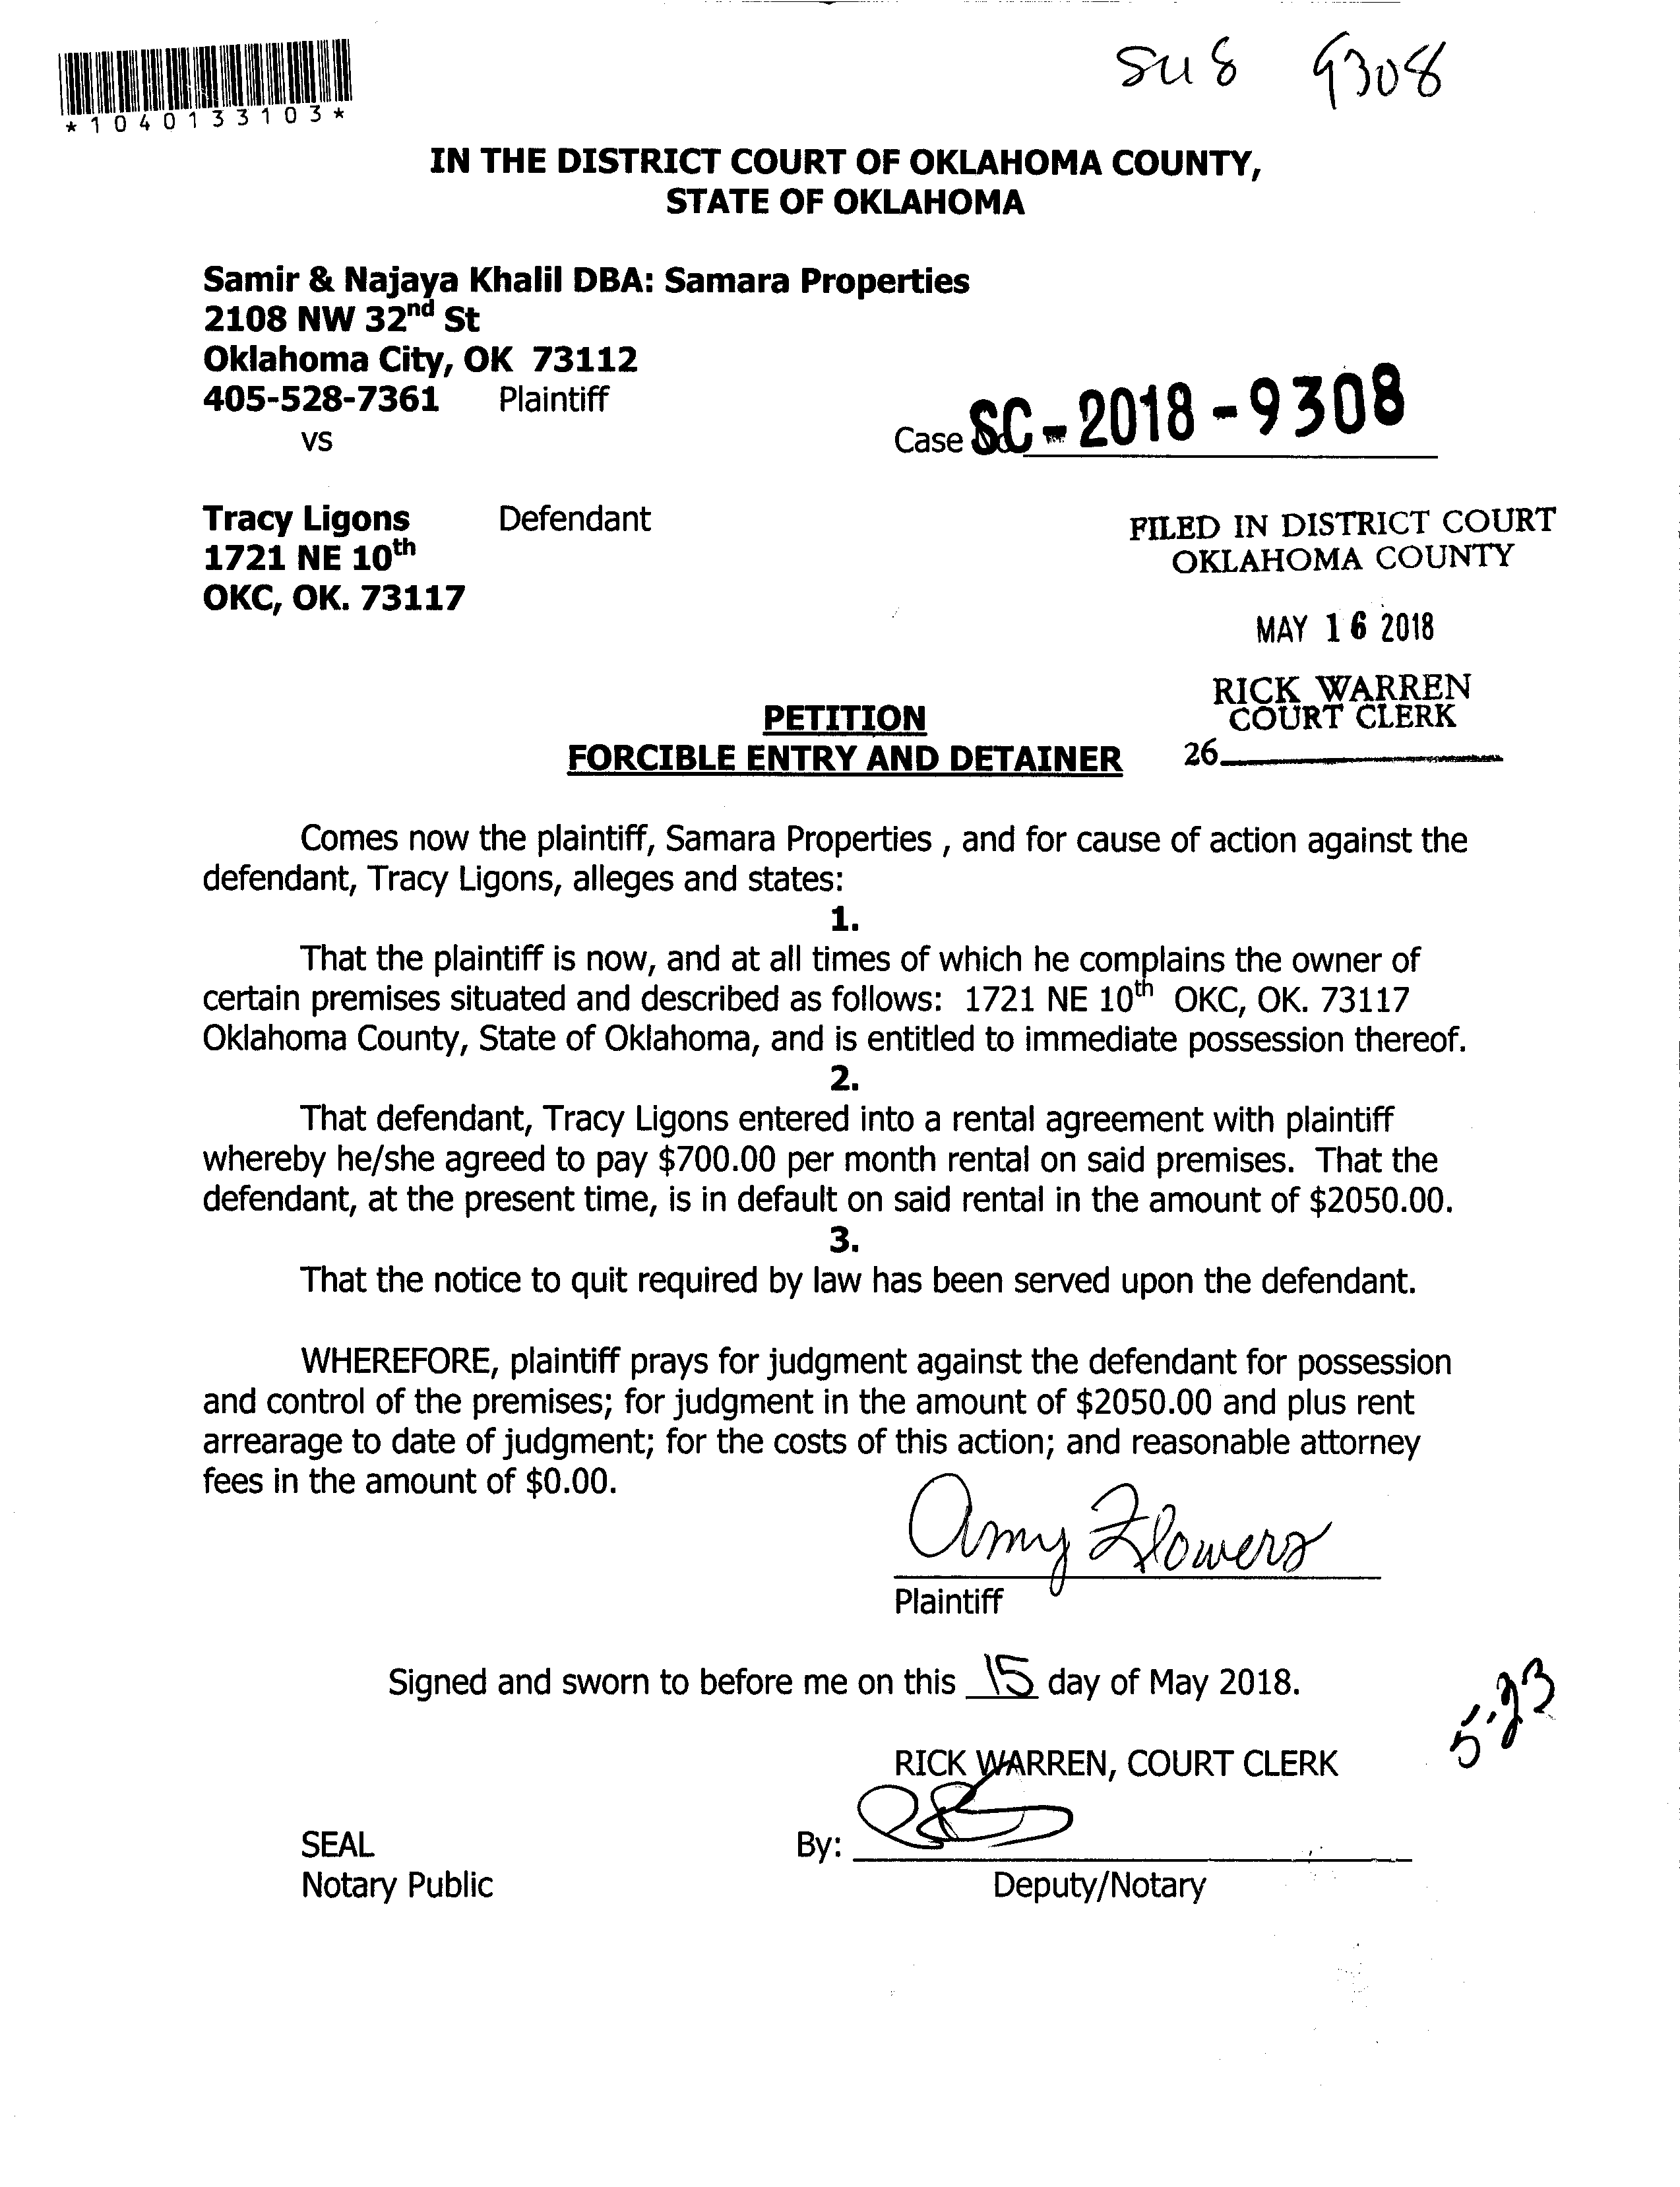 SU 8 9308
*1040133103*
IN THE DISTRICT COURT OF OKLAHOMA COUNTY,
STATE OF OKLAHOMA
Samir & Najaya Khalil DBA: Samara Properties
2108 NW 32nd St
Oklahoma City, OK 73112
405-528-7361 Plaintiff
vs
Case No SC-2018-9308
Tracy Ligons Defendant
1721 NE 10th
OKC, OK. 73117
FILED IN DISTRICT COURT
OKLAHOMA COUNTY
MAY 16 2018
RICK WARREN
COURT CLERK
26
PETITION
FORCIBLE ENTRY AND DETAINER
Comes now the plaintiff, Samara Properties , and for cause of action against the
defendant, Tracy Ligons, alleges and states:
1.
That the plaintiff is now, and at all times of which he complains the owner of
certain premises situated and described as follows: 1721 NE 10th OKC, OK. 73117
Oklahoma County, State of Oklahoma, and is entitled to immediate possession thereof.
2.
That defendant, Tracy Ligons entered into a rental agreement with plaintiff
whereby he/she agreed to pay $700.00 per month rental on said premises. That the
defendant, at the present time, is in default on said rental in the amount of $2050.00.
3.
That the notice to quit required by law has been served upon the defendant.
WHEREFORE, plaintiff prays for judgment against the defendant for possession
and control of the premises; for judgment in the amount of $2050.00 and plus rent
arrearage to date of judgment; for the costs of this action; and reasonable attorney
fees in the amount of $0.00.
Amy Flowers
Plaintiff
Signed and sworn to before me on this 15 day of May 2018.
5-23
RICK WARREN, COURT CLERK
SEAL By:
Notary Public Deputy/Notary